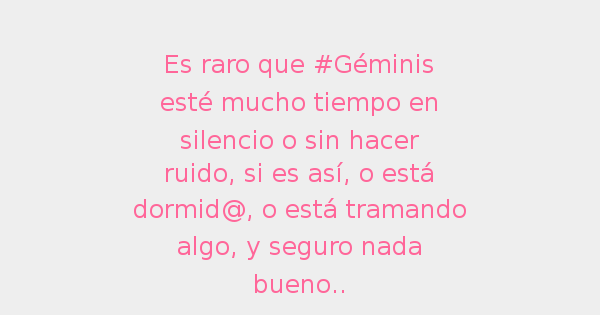 Es raro que #Géminis
esté mucho tiempo en
silencio o sin hacer
ruido, si es así, o está
dormid@, o está tramando
algo, y seguro nada
bueno..